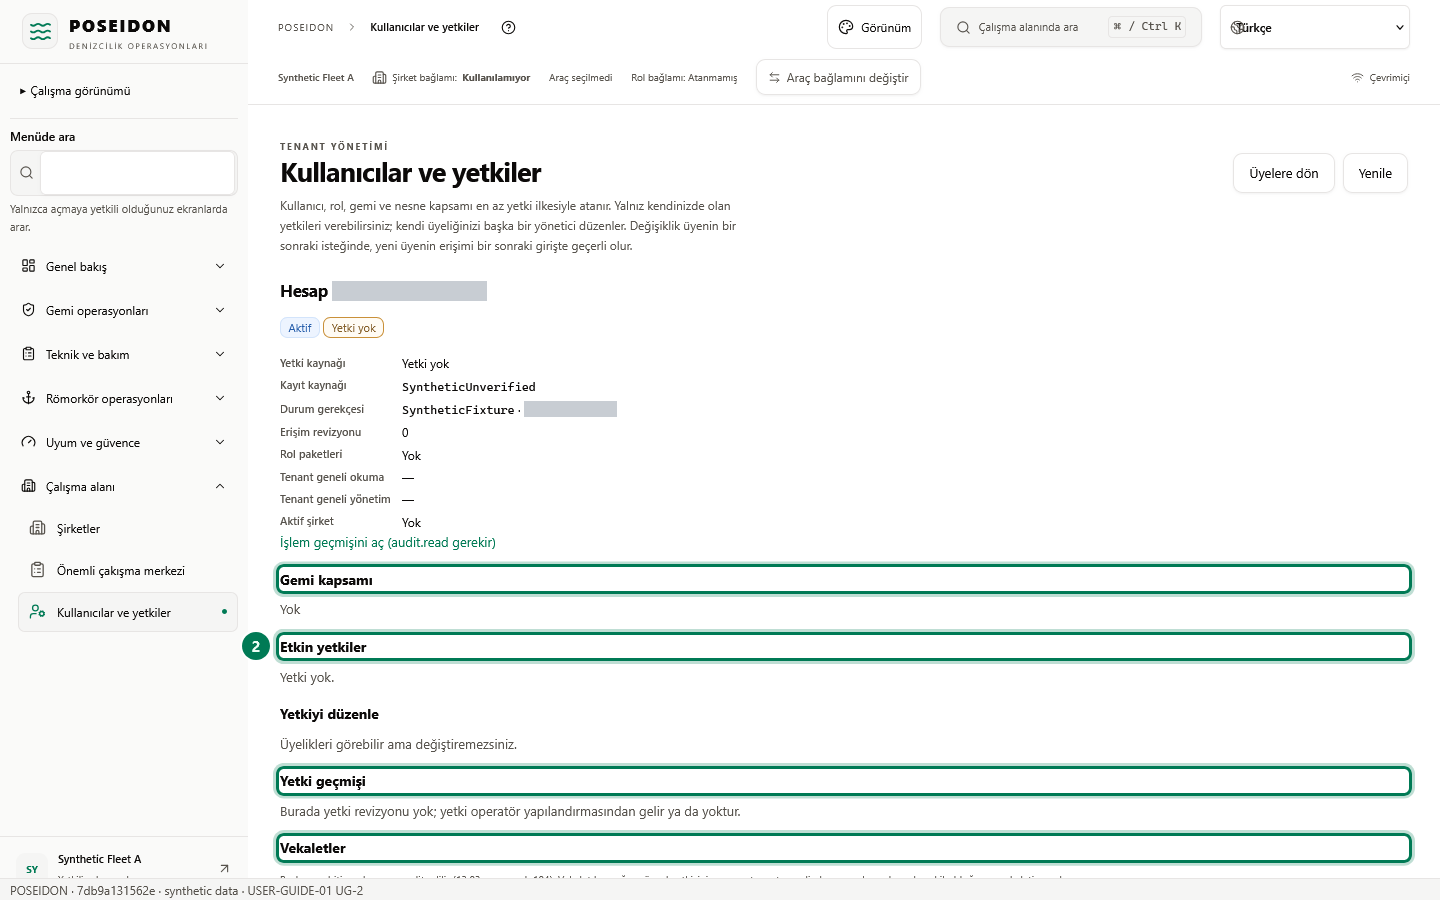 POSEIDON
DENİZCİLİK OPERASYONLARI
▸ Çalışma görünümü
Menüde ara
Yalnızca açmaya yetkili olduğunuz ekranlarda
arar.
Genel bakış
Gemi operasyonları
Teknik ve bakım
Römorkör operasyonları
Uyum ve güvence
Çalışma alanı
Şirketler
Önemli çakışma merkezi
Kullanıcılar ve yetkiler
SY
Synthetic Fleet A
POSEIDON
Kullanıcılar ve yetkiler
Görünüm
Çalışma alanında ara
⌘ / Ctrl K
Türkçe
Synthetic Fleet A
Şirket bağlamı: Kullanılamıyor
Araç seçilmedi
Rol bağlamı: Atanmamış
Araç bağlamını değiştir
Çevrimiçi
TENANT YÖNETİMİ
Kullanıcılar ve yetkiler
Üyelere dön
Yenile
Kullanıcı, rol, gemi ve nesne kapsamı en az yetki ilkesiyle atanır. Yalnız kendinizde olan
yetkileri verebilirsiniz; kendi üyeliğinizi başka bir yönetici düzenler. Değişiklik üyenin bir
sonraki isteğinde, yeni üyenin erişimi bir sonraki girişte geçerli olur.
Hesap
Aktif
Yetki yok
Yetki kaynağı Yetki yok
Kayıt kaynağı SyntheticUnverified
Durum gerekçesi SyntheticFixture ·
Erişim revizyonu 0
Rol paketleri Yok
Tenant geneli okuma —
Tenant geneli yönetim —
Aktif şirket Yok
İşlem geçmişini aç (audit.read gerekir)
Gemi kapsamı
Yok
2
Etkin yetkiler
Yetki yok.
Yetkiyi düzenle
Üyelikleri görebilir ama değiştiremezsiniz.
Yetki geçmişi
Burada yetki revizyonu yok; yetki operatör yapılandırmasından gelir ya da yoktur.
Vekaletler
POSEIDON · 7db9a131562e · synthetic data · USER-GUIDE-01 UG-2